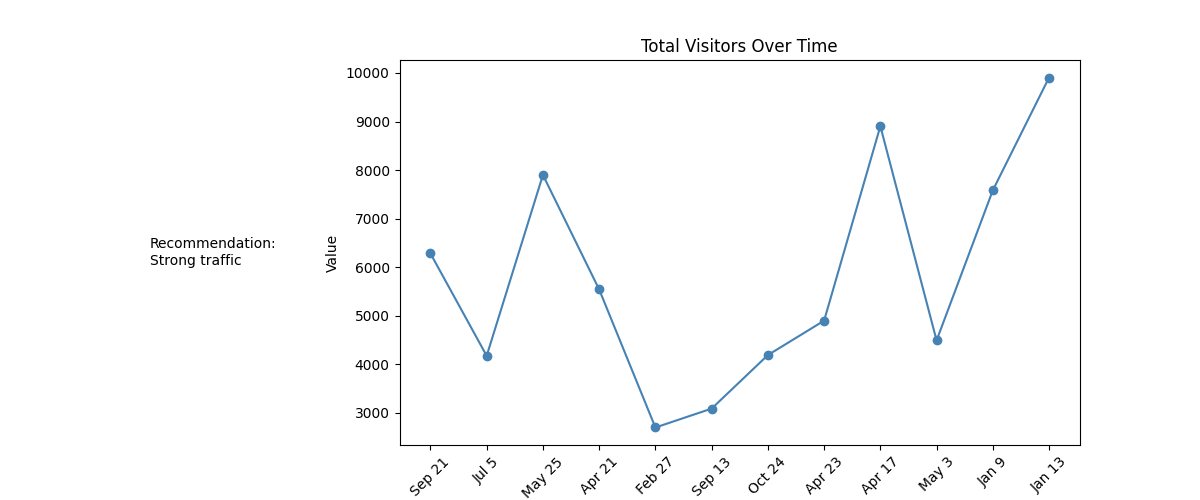 Total Visitors Over Time
Recommendation:
Strong traffic
Value
10000
9000
8000
7000
6000
5000
4000
3000
Sep 21
Jul 5
May 25
Apr 21
Feb 27
Sep 13
Oct 24
Apr 23
Apr 17
May 3
Jan 9
Jan 13